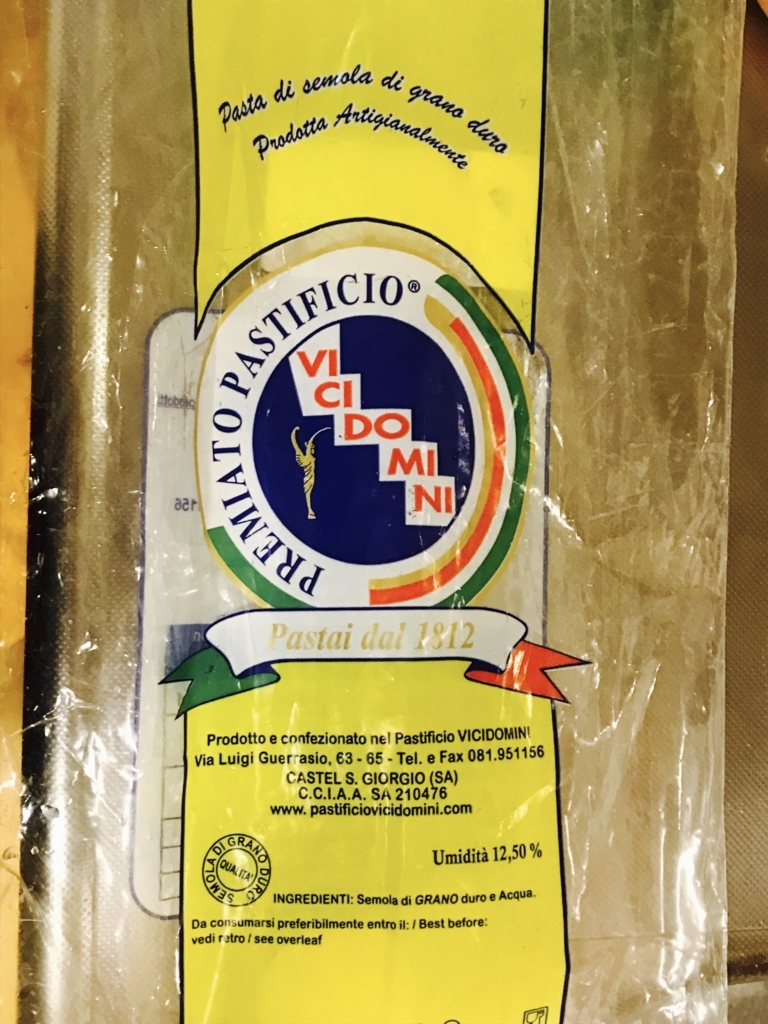 Pasta di semola di grano duro
Prodotta Artigianalmente
PREMIATO PASTIFICIO®
VI
CI
DO
MI
NI
Pastai dal 1812
Prodotto e confezionato nel Pastificio VICIDOMINI
Via Luigi Guerrasio, 63 - 65 - Tel. e Fax 081.951156
CASTEL S. GIORGIO (SA)
C.C.I.A.A. SA 210476
www. pastificiovicidomini.com
Umidità 12,50 %
SEMOLA DI GRANO DURO
QUALITA'
INGREDIENTI: Semola di GRANO duro e Acqua.
Da consumarsi preferibilmente entro il: / Best before:
vedi retro / see overleaf